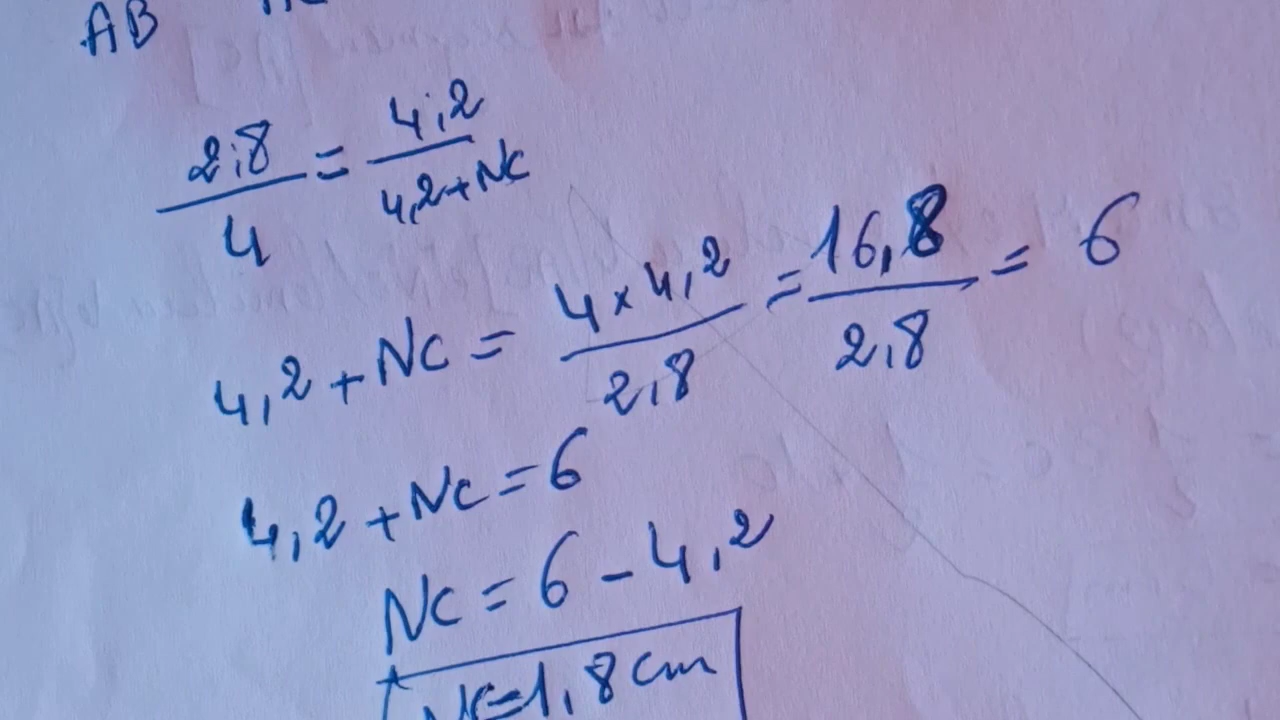 AB
2,8/4 = 4,2/4,2+NC
4,2+NC = 4×4,2/2,8 = 16,8/2,8 = 6
4,2+NC = 6
NC = 6 - 4,2
NC=1,8 cm